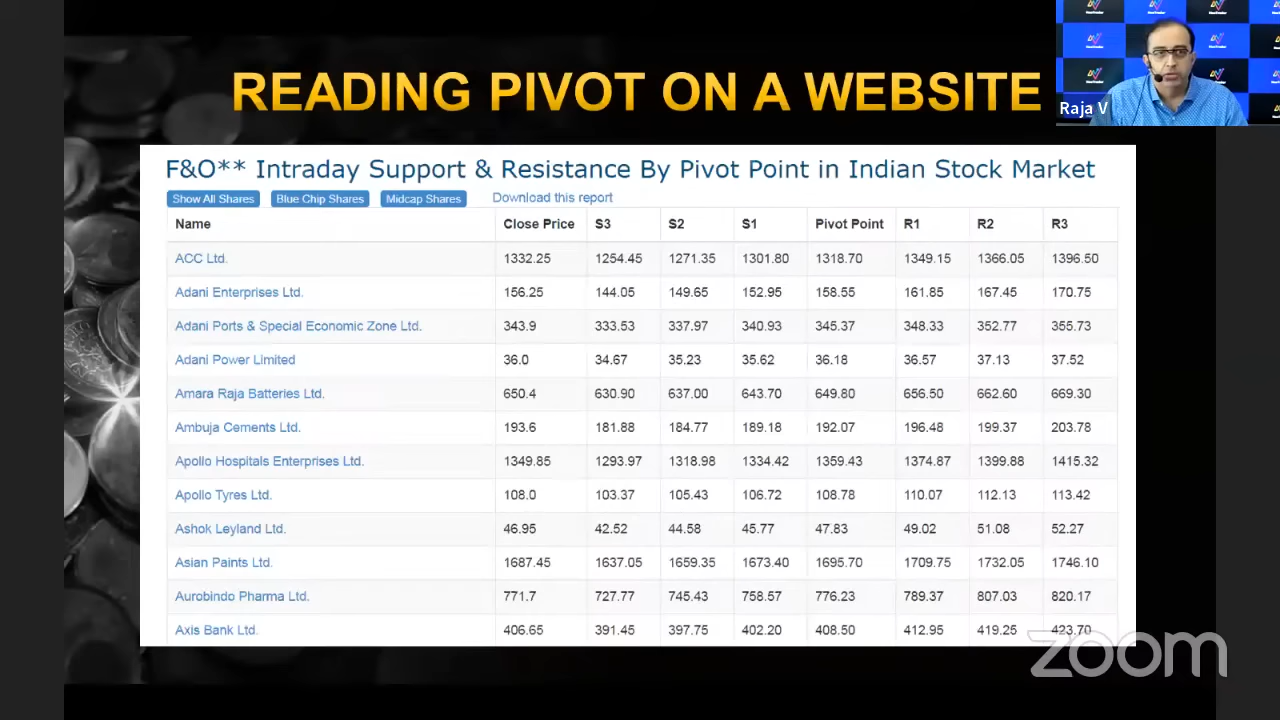 READING PIVOT ON A WEBSITE
Raja V
F&O** Intraday Support & Resistance By Pivot Point in Indian Stock Market
Show All Shares Blue Chip Shares Midcap Shares Download this report
Name Close Price S3 S2 S1 Pivot Point R1 R2 R3
ACC Ltd. 1332.25 1254.45 1271.35 1301.80 1318.70 1349.15 1366.05 1396.50
Adani Enterprises Ltd. 156.25 144.05 149.65 152.95 158.55 161.85 167.45 170.75
Adani Ports & Special Economic Zone Ltd. 343.9 333.53 337.97 340.93 345.37 348.33 352.77 355.73
Adani Power Limited 36.0 34.67 35.23 35.62 36.18 36.57 37.13 37.52
Amara Raja Batteries Ltd. 650.4 630.90 637.00 643.70 649.80 656.50 662.60 669.30
Ambuja Cements Ltd. 193.6 181.88 184.77 189.18 192.07 196.48 199.37 203.78
Apollo Hospitals Enterprises Ltd. 1349.85 1293.97 1318.98 1334.42 1359.43 1374.87 1399.88 1415.32
Apollo Tyres Ltd. 108.0 103.37 105.43 106.72 108.78 110.07 112.13 113.42
Ashok Leyland Ltd. 46.95 42.52 44.58 45.77 47.83 49.02 51.08 52.27
Asian Paints Ltd. 1687.45 1637.05 1659.35 1673.40 1695.70 1709.75 1732.05 1746.10
Aurobindo Pharma Ltd. 771.7 727.77 745.43 758.57 776.23 789.37 807.03 820.17
Axis Bank Ltd. 406.65 391.45 397.75 402.20 408.50 412.95 419.25 423.70
zoom